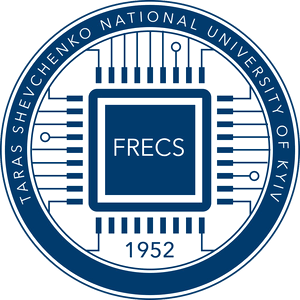 TARAS SHEVCHENKO NATIONAL UNIVERSITY OF KYIV
FRECS
1952